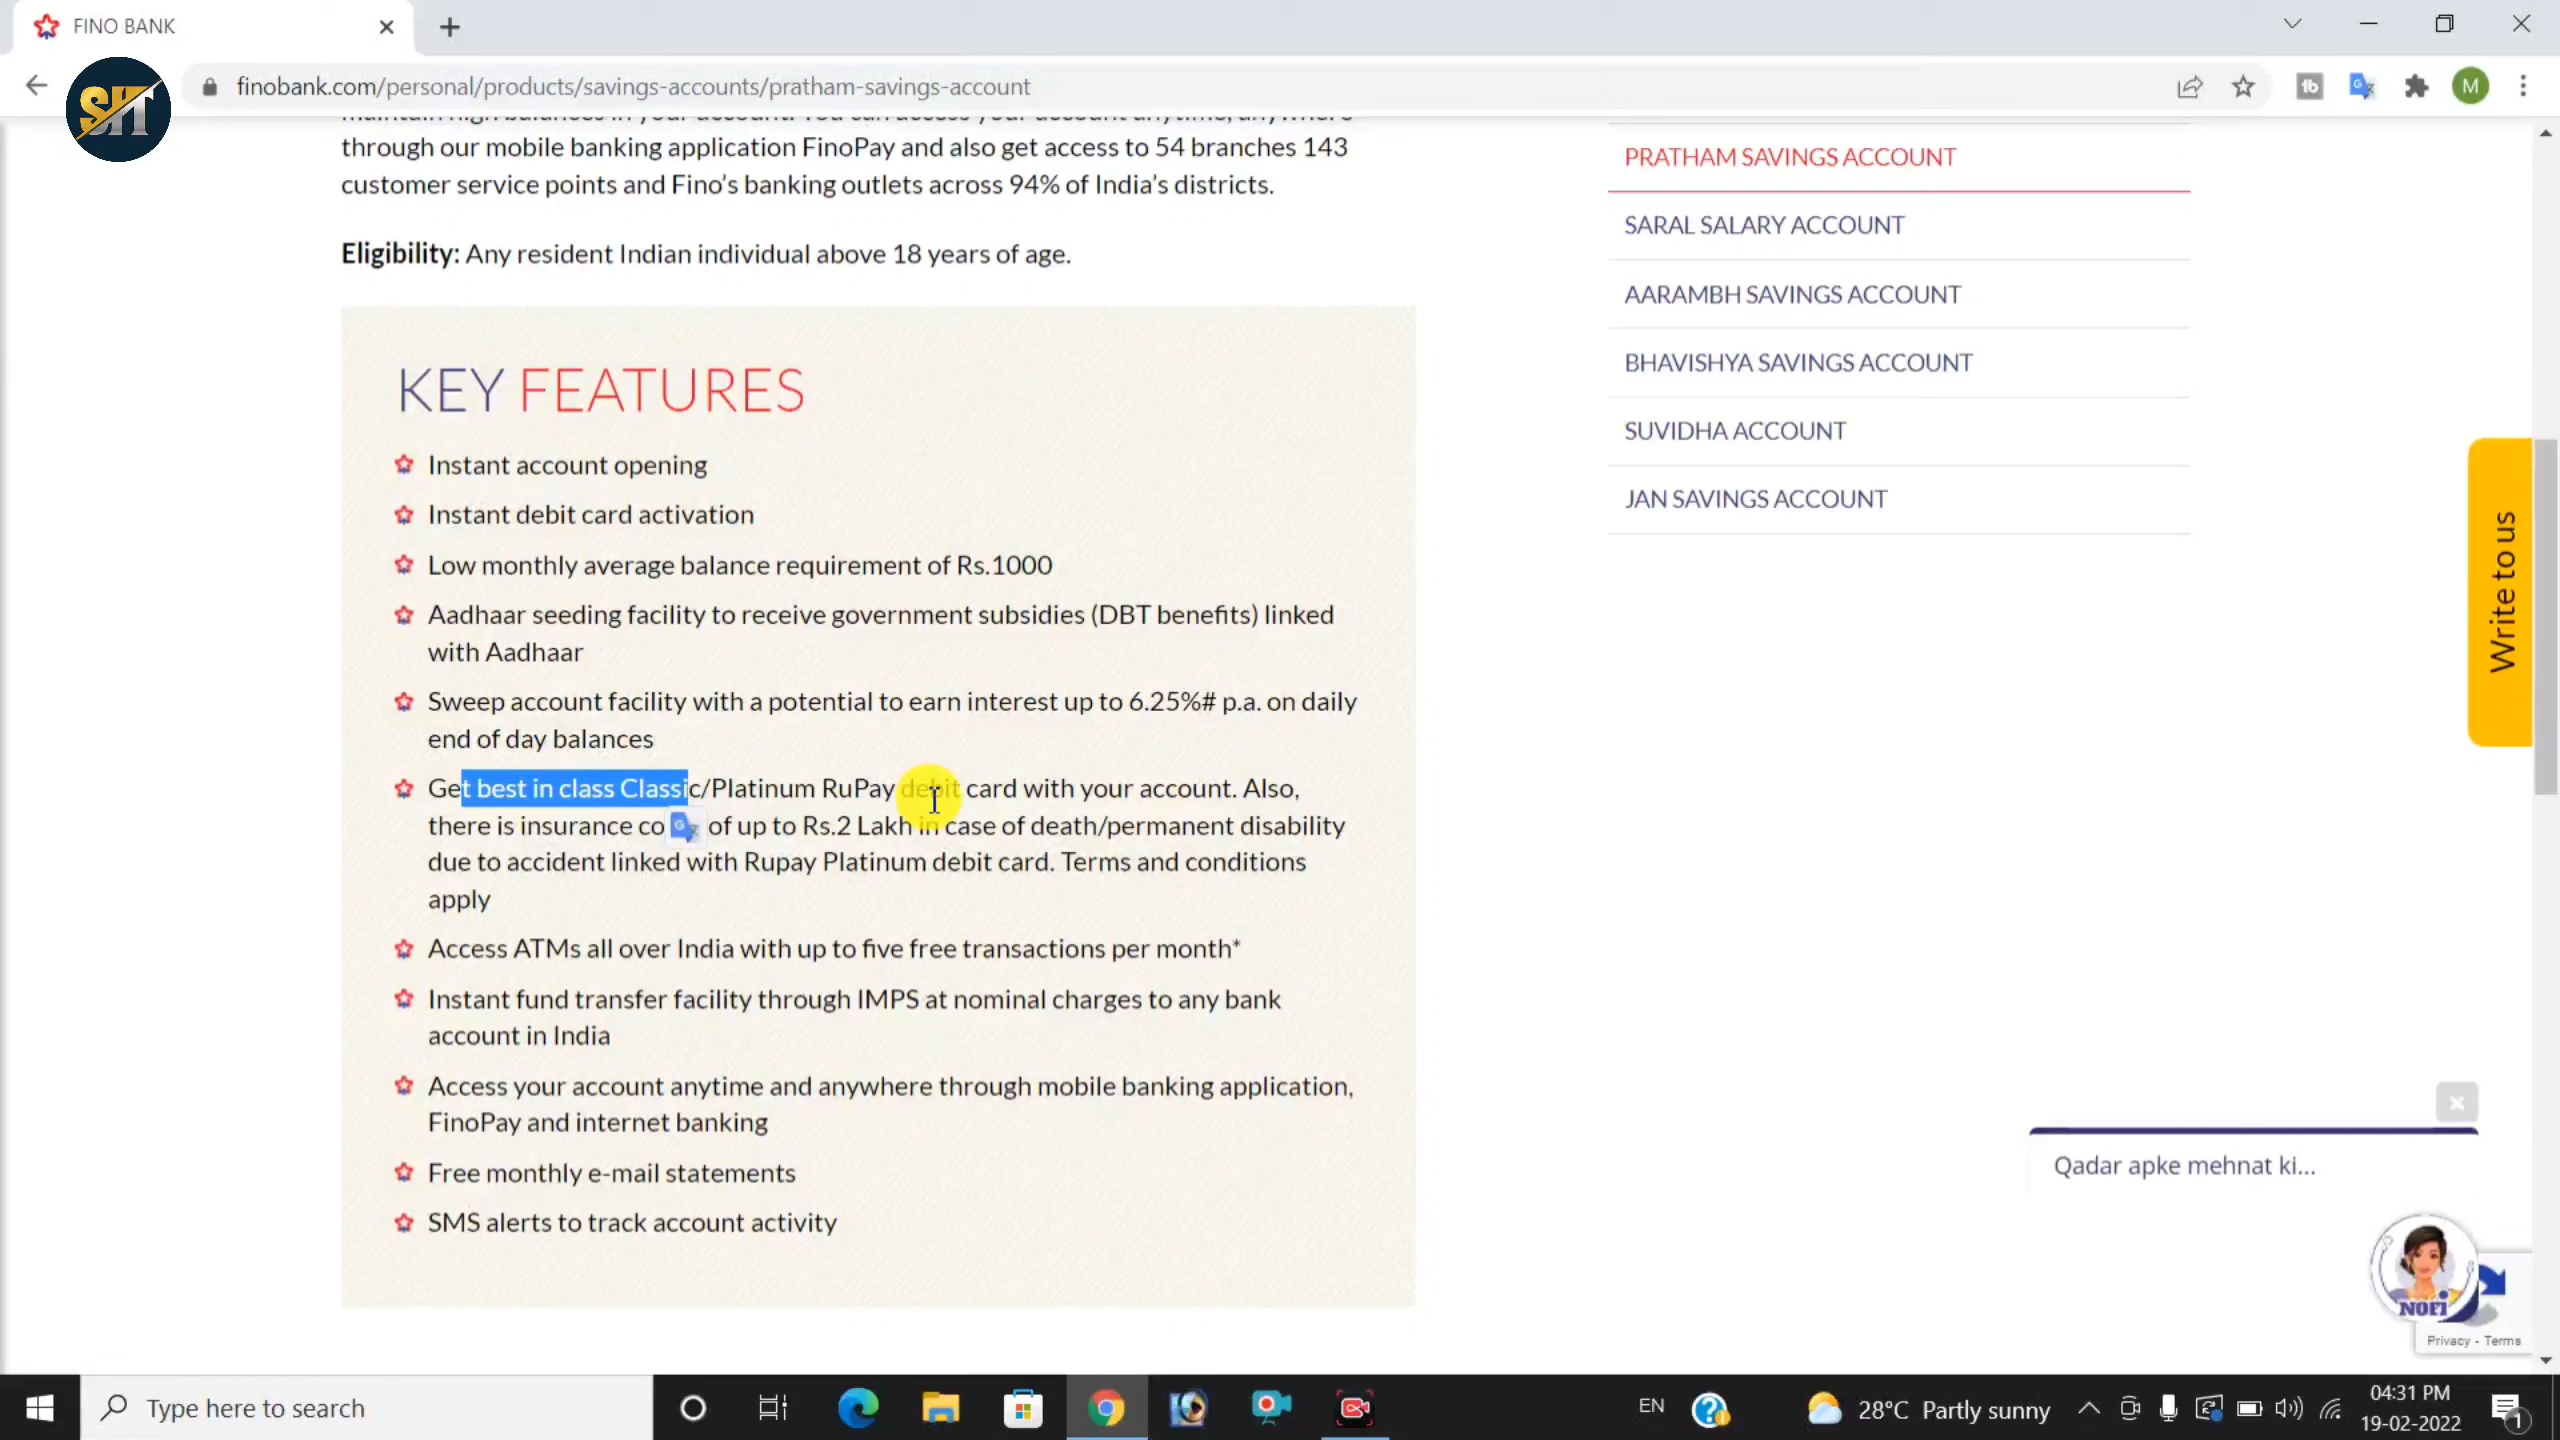 FINO BANK
SHT
finobank.com/personal/products/savings-accounts/pratham-savings-account
M
through our mobile banking application FinoPay and also get access to 54 branches 143
customer service points and Fino's banking outlets across 94% of India's districts.
Eligibility: Any resident Indian individual above 18 years of age.
KEY FEATURES
Instant account opening
Instant debit card activation
Low monthly average balance requirement of Rs.1000
Aadhaar seeding facility to receive government subsidies (DBT benefits) linked
with Aadhaar
Sweep account facility with a potential to earn interest up to 6.25%# p.a. on daily
end of day balances
Get best in class Classic/Platinum RuPay debit card with your account. Also,
there is insurance co of up to Rs.2 Lakh in case of death/permanent disability
due to accident linked with Rupay Platinum debit card. Terms and conditions
apply
Access ATMs all over India with up to five free transactions per month*
Instant fund transfer facility through IMPS at nominal charges to any bank
account in India
Access your account anytime and anywhere through mobile banking application,
FinoPay and internet banking
Free monthly e-mail statements
SMS alerts to track account activity
PRATHAM SAVINGS ACCOUNT
SARAL SALARY ACCOUNT
AARAMBH SAVINGS ACCOUNT
BHAVISHYA SAVINGS ACCOUNT
SUVIDHA ACCOUNT
JAN SAVINGS ACCOUNT
Write to us
Qadar apke mehnat ki...
NOFI
Privacy - Terms
Type here to search
EN
28°C Partly sunny
04:31 PM
19-02-2022
1